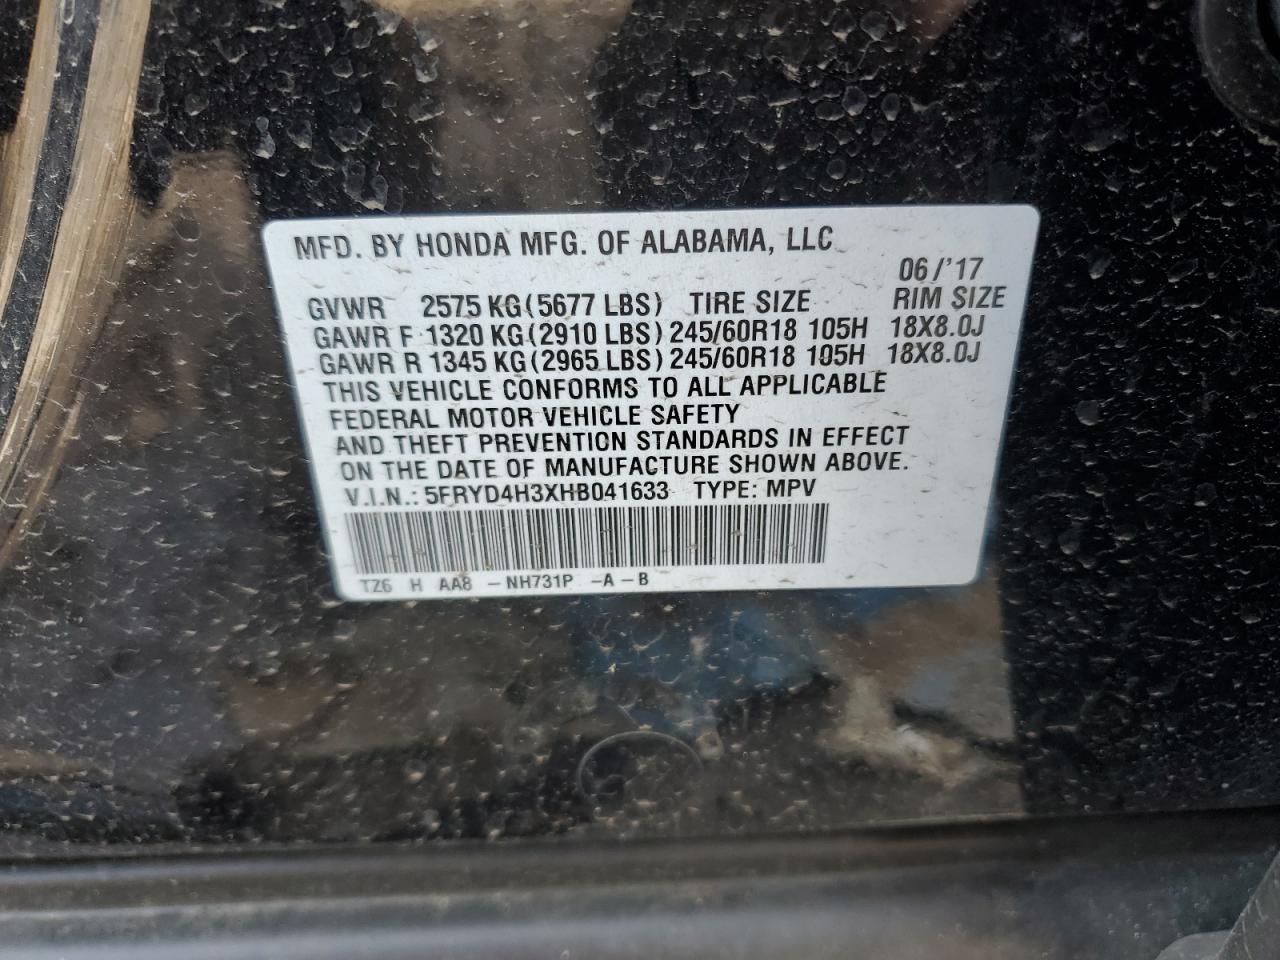 MFD. BY HONDA MFG. OF ALABAMA, LLC
06/'17
GVWR 2575 KG(5677 LBS) TIRE SIZE RIM SIZE
GAWR F 1320 KG(2910 LBS) 245/60R18 105H 18X8.0J
GAWR R 1345 KG(2965 LBS) 245/60R18 105H 18X8.0J
THIS VEHICLE CONFORMS TO ALL APPLICABLE
FEDERAL MOTOR VEHICLE SAFETY
AND THEFT PREVENTION STANDARDS IN EFFECT
ON THE DATE OF MANUFACTURE SHOWN ABOVE.
V.I.N.: 5FRYD4H3XHB041633 TYPE: MPV
TZ6 H AA8 -NH731P -A-B